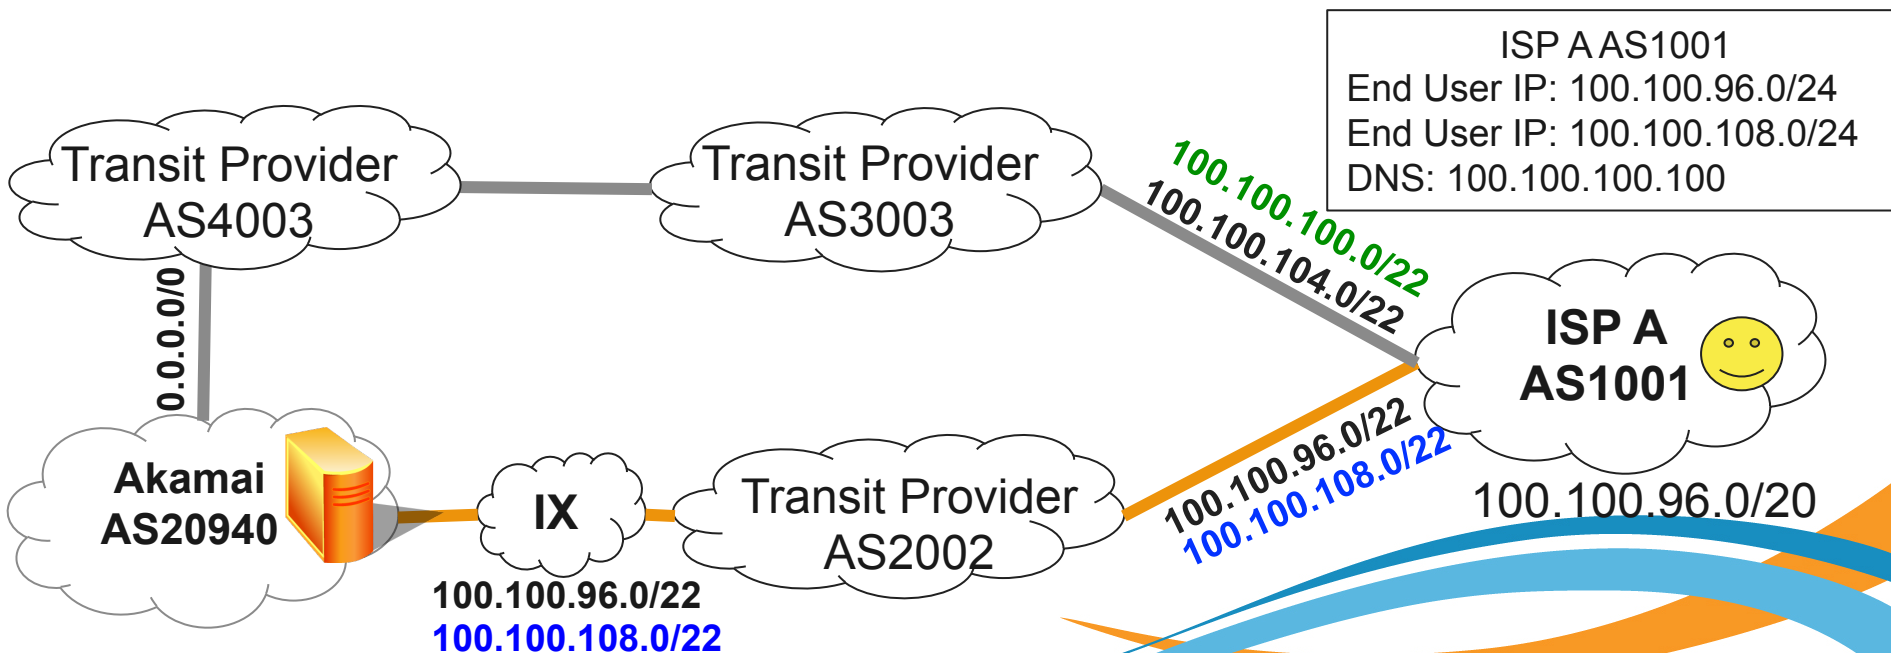 ISP A AS1001
End User IP: 100.100.96.0/24
End User IP: 100.100.108.0/24
DNS: 100.100.100.100
Transit Provider
AS4003
Transit Provider
AS3003
100.100.100.0/22
100.100.104.0/22
0.0.0.0/0
ISP A
AS1001
Akamai
AS20940
IX
Transit Provider
AS2002
100.100.96.0/22
100.100.108.0/22
100.100.96.0/20
100.100.96.0/22
100.100.108.0/22